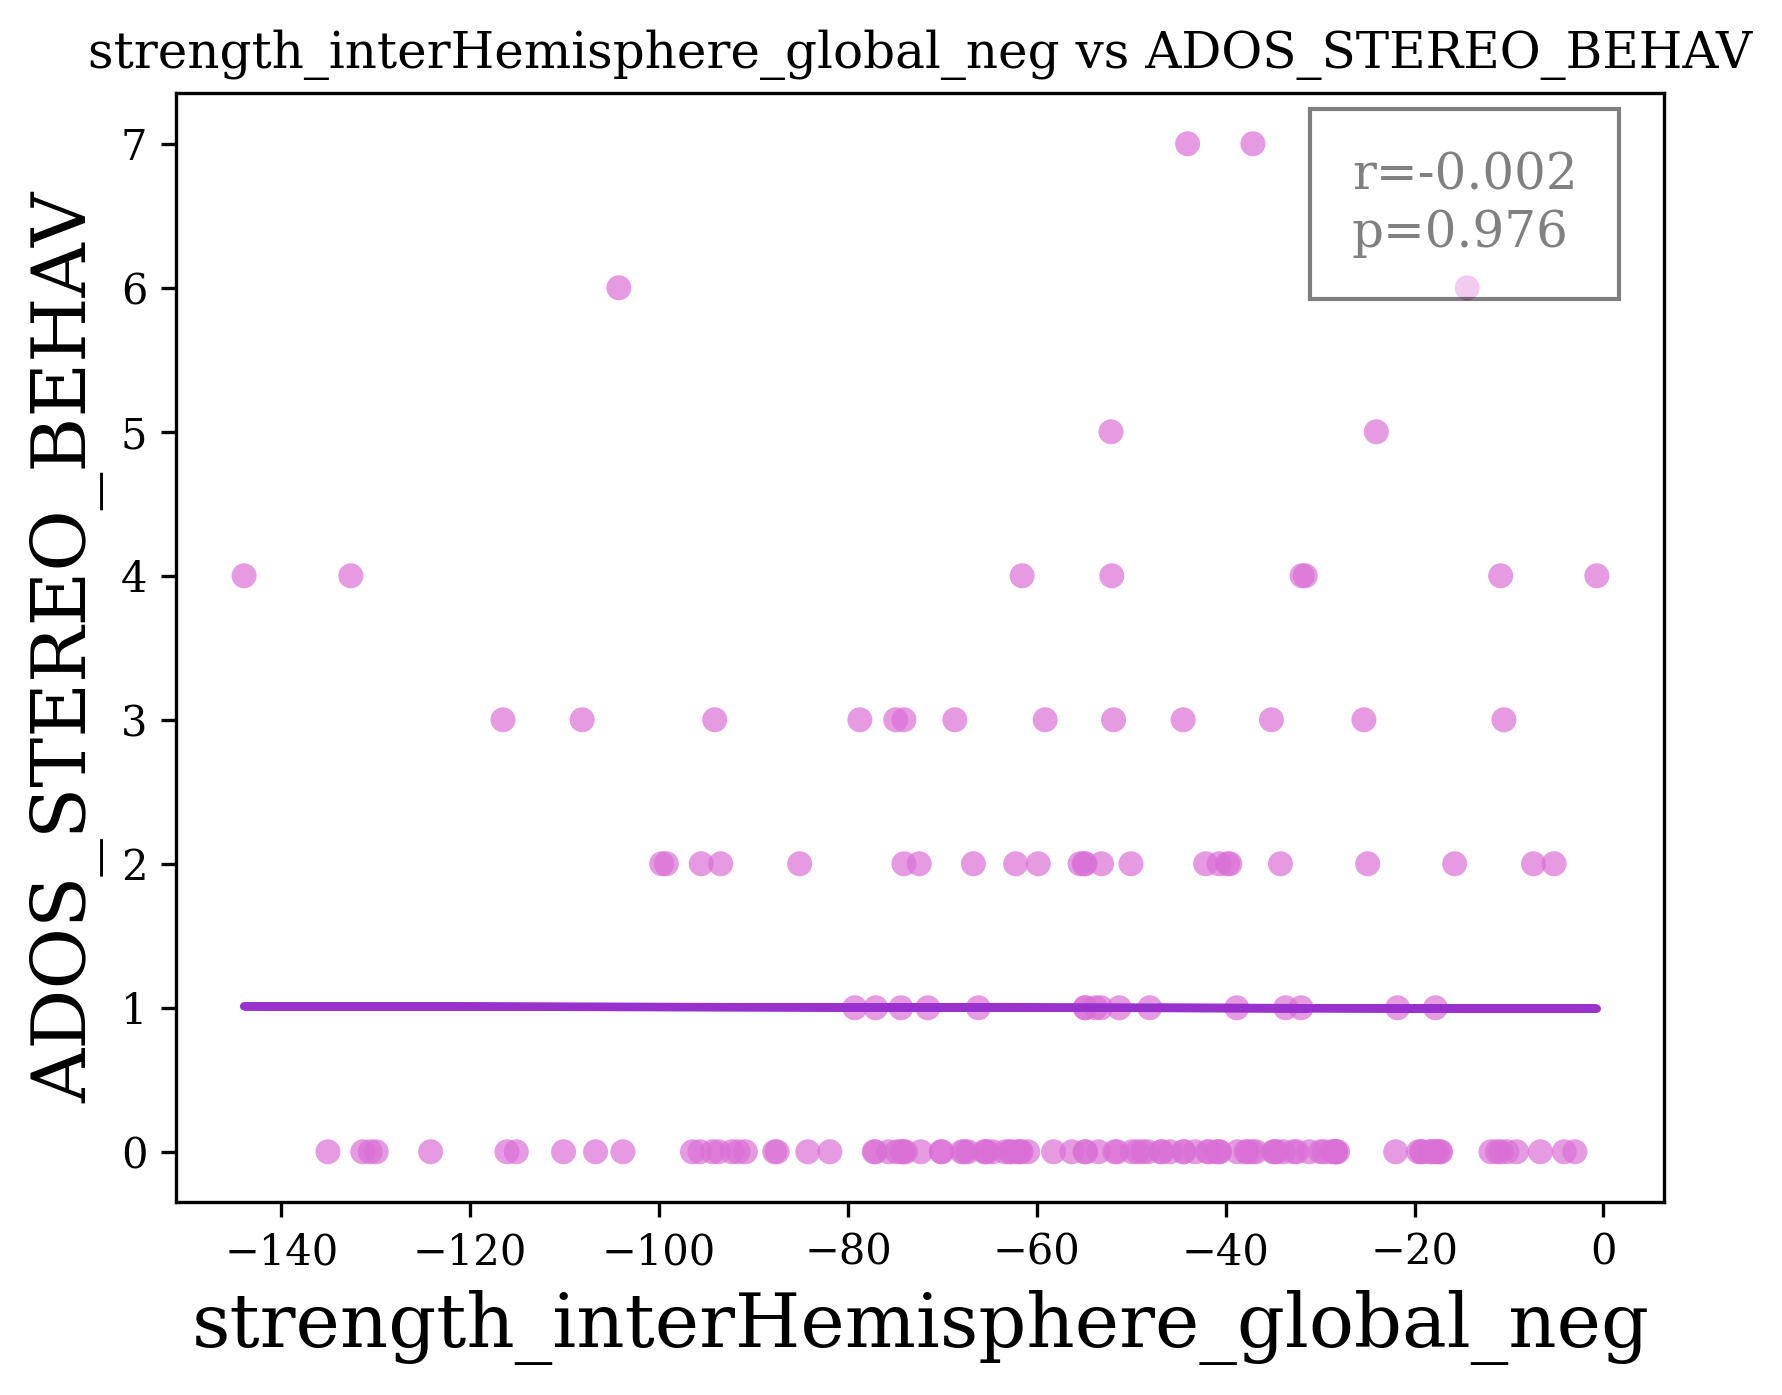 strength_interHemisphere_global_neg vs ADOS_STEREO_BEHAV
r=-0.002
p=0.976
ADOS_STEREO_BEHAV
7
6
5
4
3
2
1
0
−140 −120 −100 −80 −60 −40 −20 0
strength_interHemisphere_global_neg